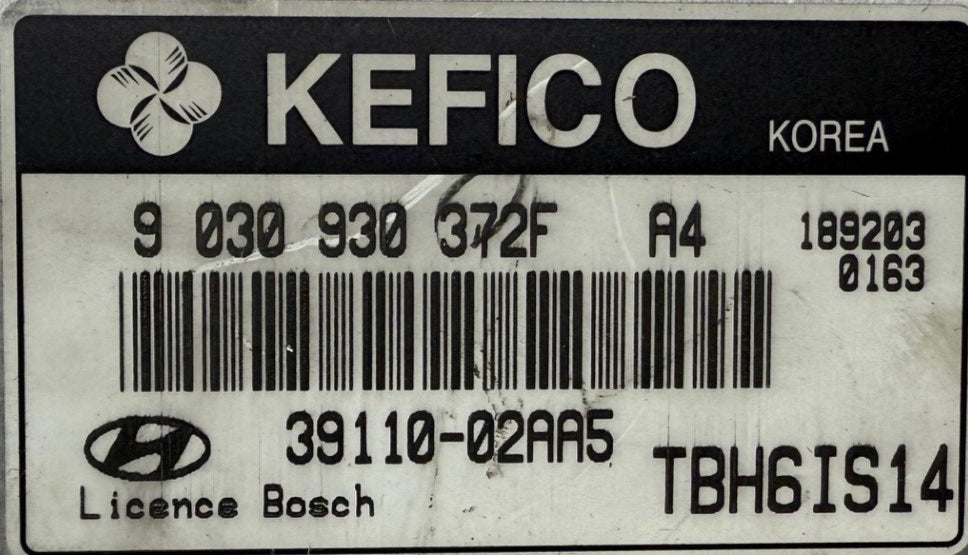 KEFICO KOREA
9 030 930 372F A4 189203
0163
39110-02AA5
Licence Bosch TBH6IS14